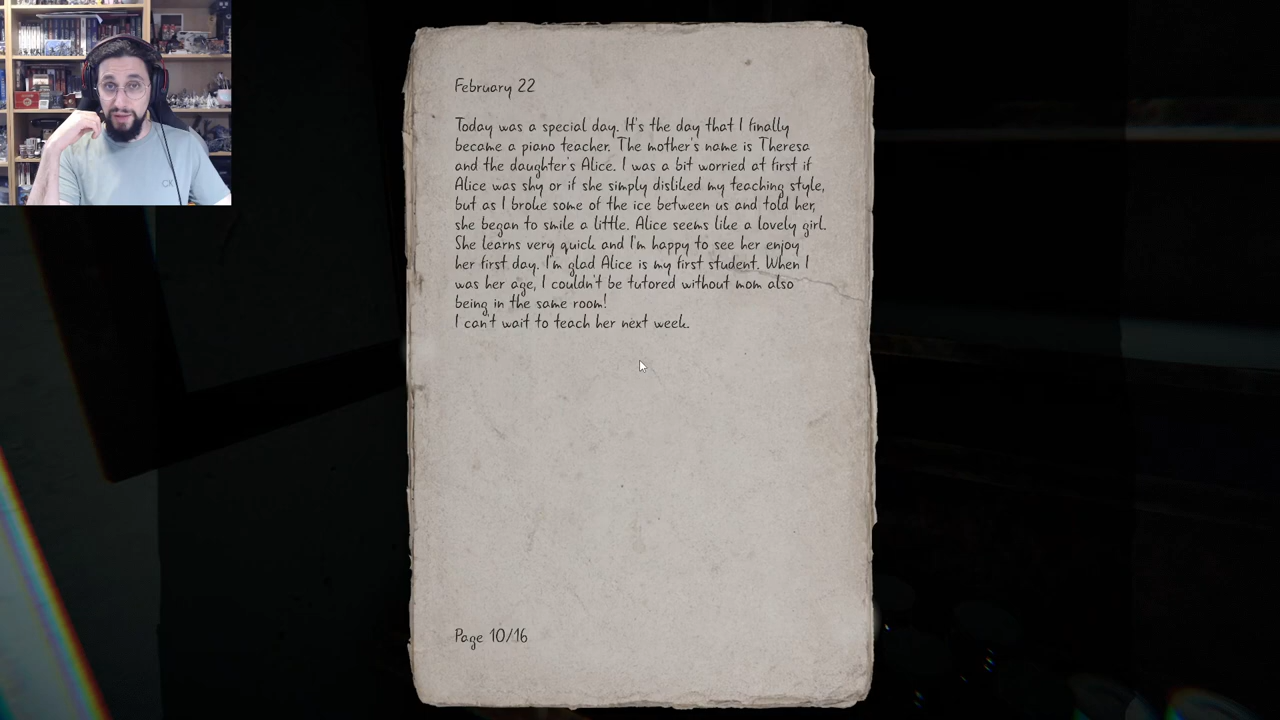 February 22
Today was a special day. It's the day that I finally
became a piano teacher. The mother's name is Theresa
and the daughter's Alice. I was a bit worried at first if
Alice was shy or if she simply disliked my teaching style,
but as I broke some of the ice between us and told her,
she began to smile a little. Alice seems like a lovely girl.
She learns very quick and I'm happy to see her enjoy
her first day. I'm glad Alice is my first student. When I
was her age, I couldn't be tutored without mom also
being in the same room!
I can't wait to teach her next week.
Page 10/16